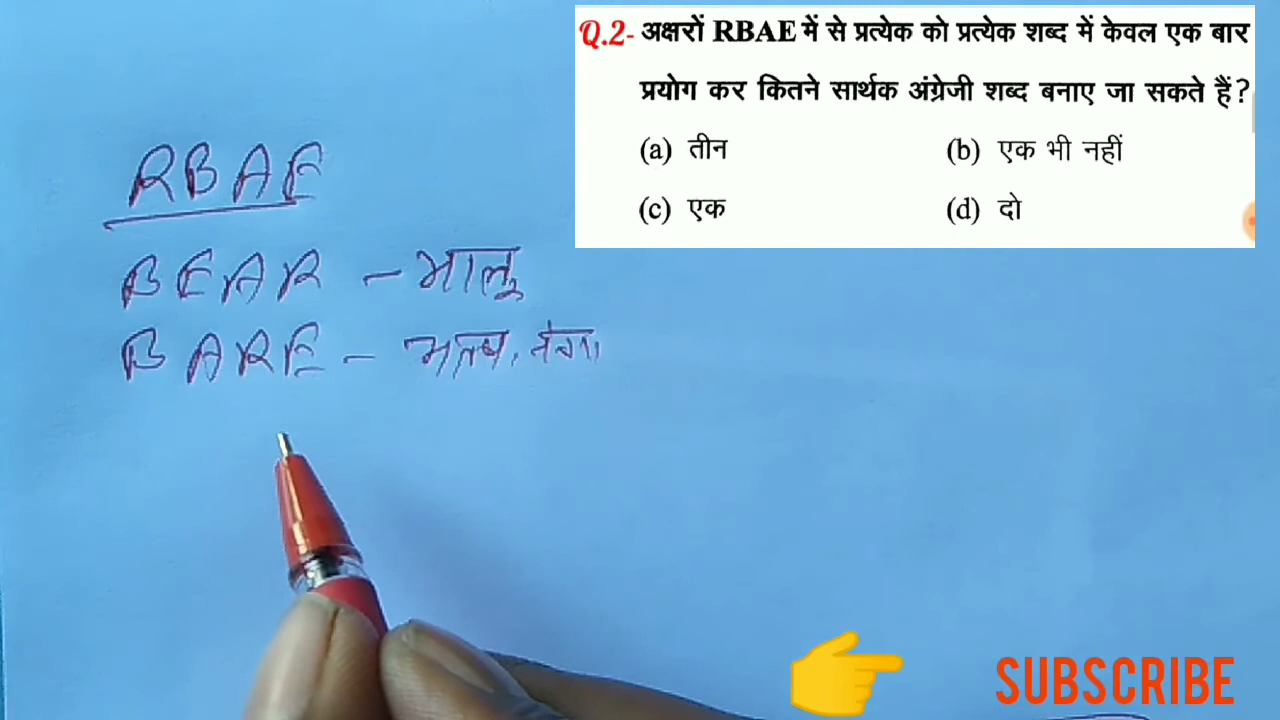 Q.2- अक्षरों RBAE में से प्रत्येक को प्रत्येक शब्द में केवल एक बार
प्रयोग कर कितने सार्थक अंग्रेजी शब्द बनाए जा सकते हैं?
(a) तीन (b) एक भी नहीं
(c) एक (d) दो
RBAE
BEAR - भालू
BARE -
SUBSCRIBE